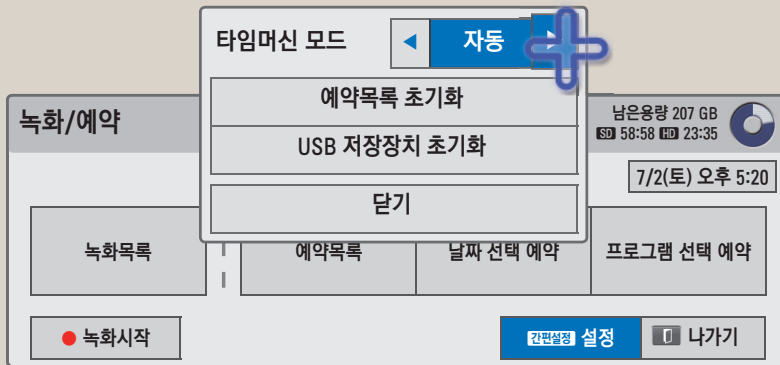 타임머신 모드 ◀ 자동 ▶
예약목록 초기화
USB 저장장치 초기화
닫기
녹화/예약
남은용량 207 GB
SD 58:58 HD 23:35
7/2(토) 오후 5:20
녹화목록
예약목록
날짜 선택 예약
프로그램 선택 예약
● 녹화시작
간편설정 설정
나가기